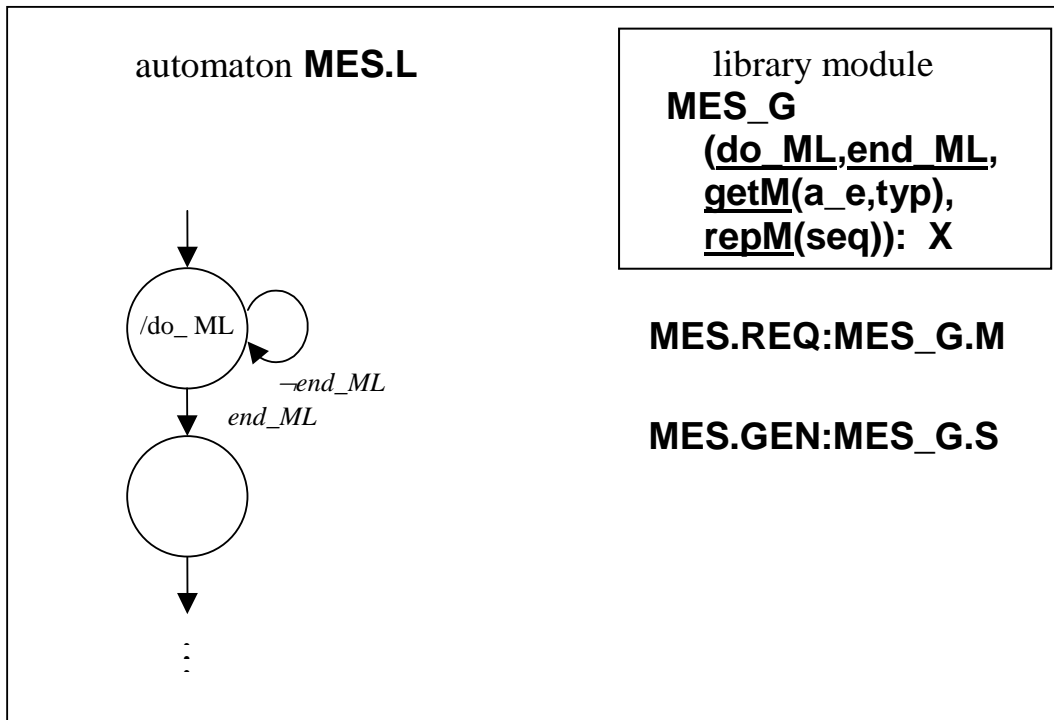 automaton MES.L
/do_ ML
¬end_ML
end_ML
⋮
library module
MES_G
(do_ML,end_ML,
getM(a_e,typ),
repM(seq)): X
MES.REQ:MES_G.M
MES.GEN:MES_G.S